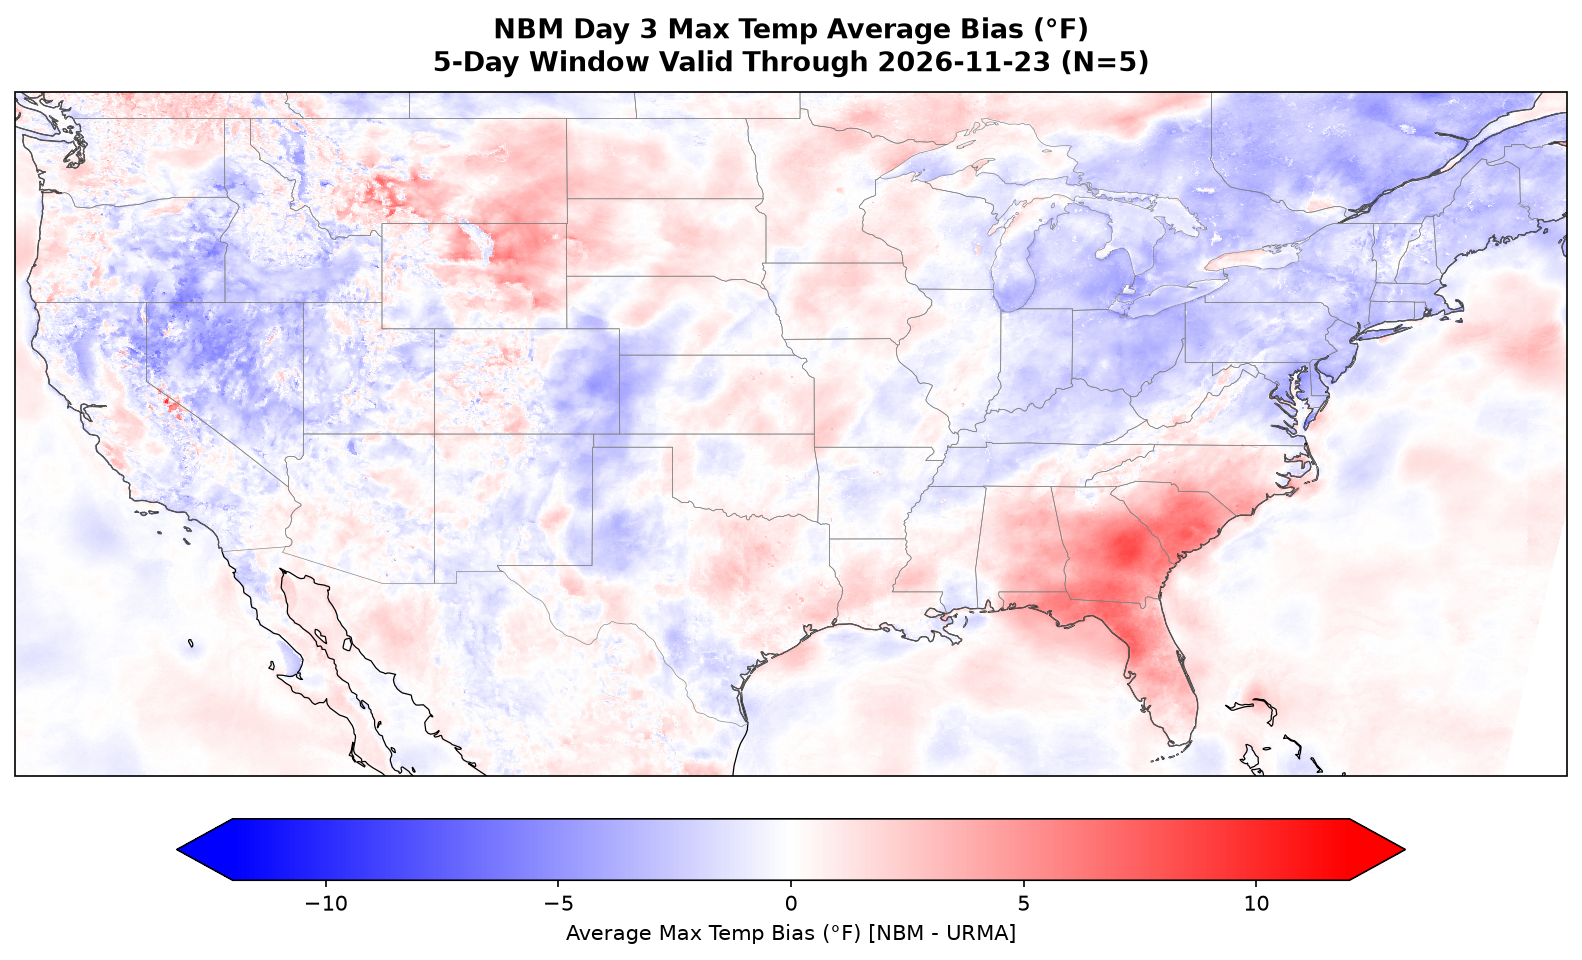 NBM Day 3 Max Temp Average Bias (°F)
5-Day Window Valid Through 2026-11-23 (N=5)
−10 −5 0 5 10
Average Max Temp Bias (°F) [NBM - URMA]